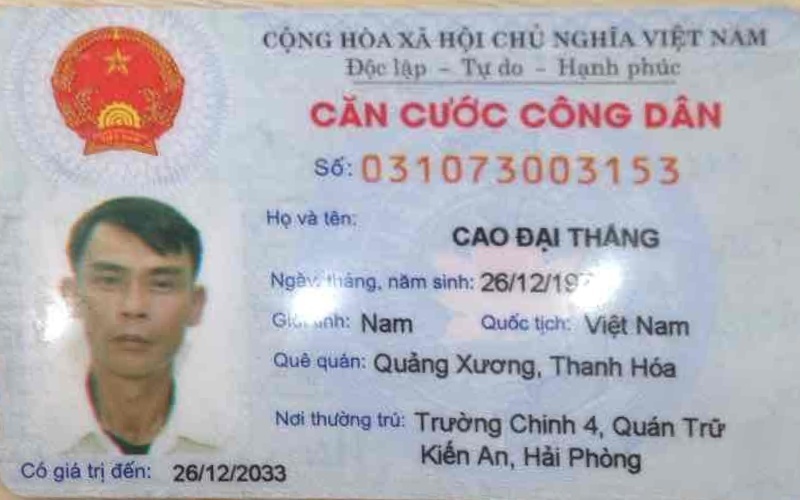 CỘNG HÒA XÃ HỘI CHỦ NGHĨA VIỆT NAM
Độc lập – Tự do – Hạnh phúc
CĂN CƯỚC CÔNG DÂN
Số: 031073003153
Họ và tên:
CAO ĐẠI THẮNG
Ngày, tháng, năm sinh: 26/12/197
Giới tính: Nam Quốc tịch: Việt Nam
Quê quán: Quảng Xương, Thanh Hóa
Nơi thường trú: Trường Chinh 4, Quán Trữ
Kiến An, Hải Phòng
Có giá trị đến: 26/12/2033